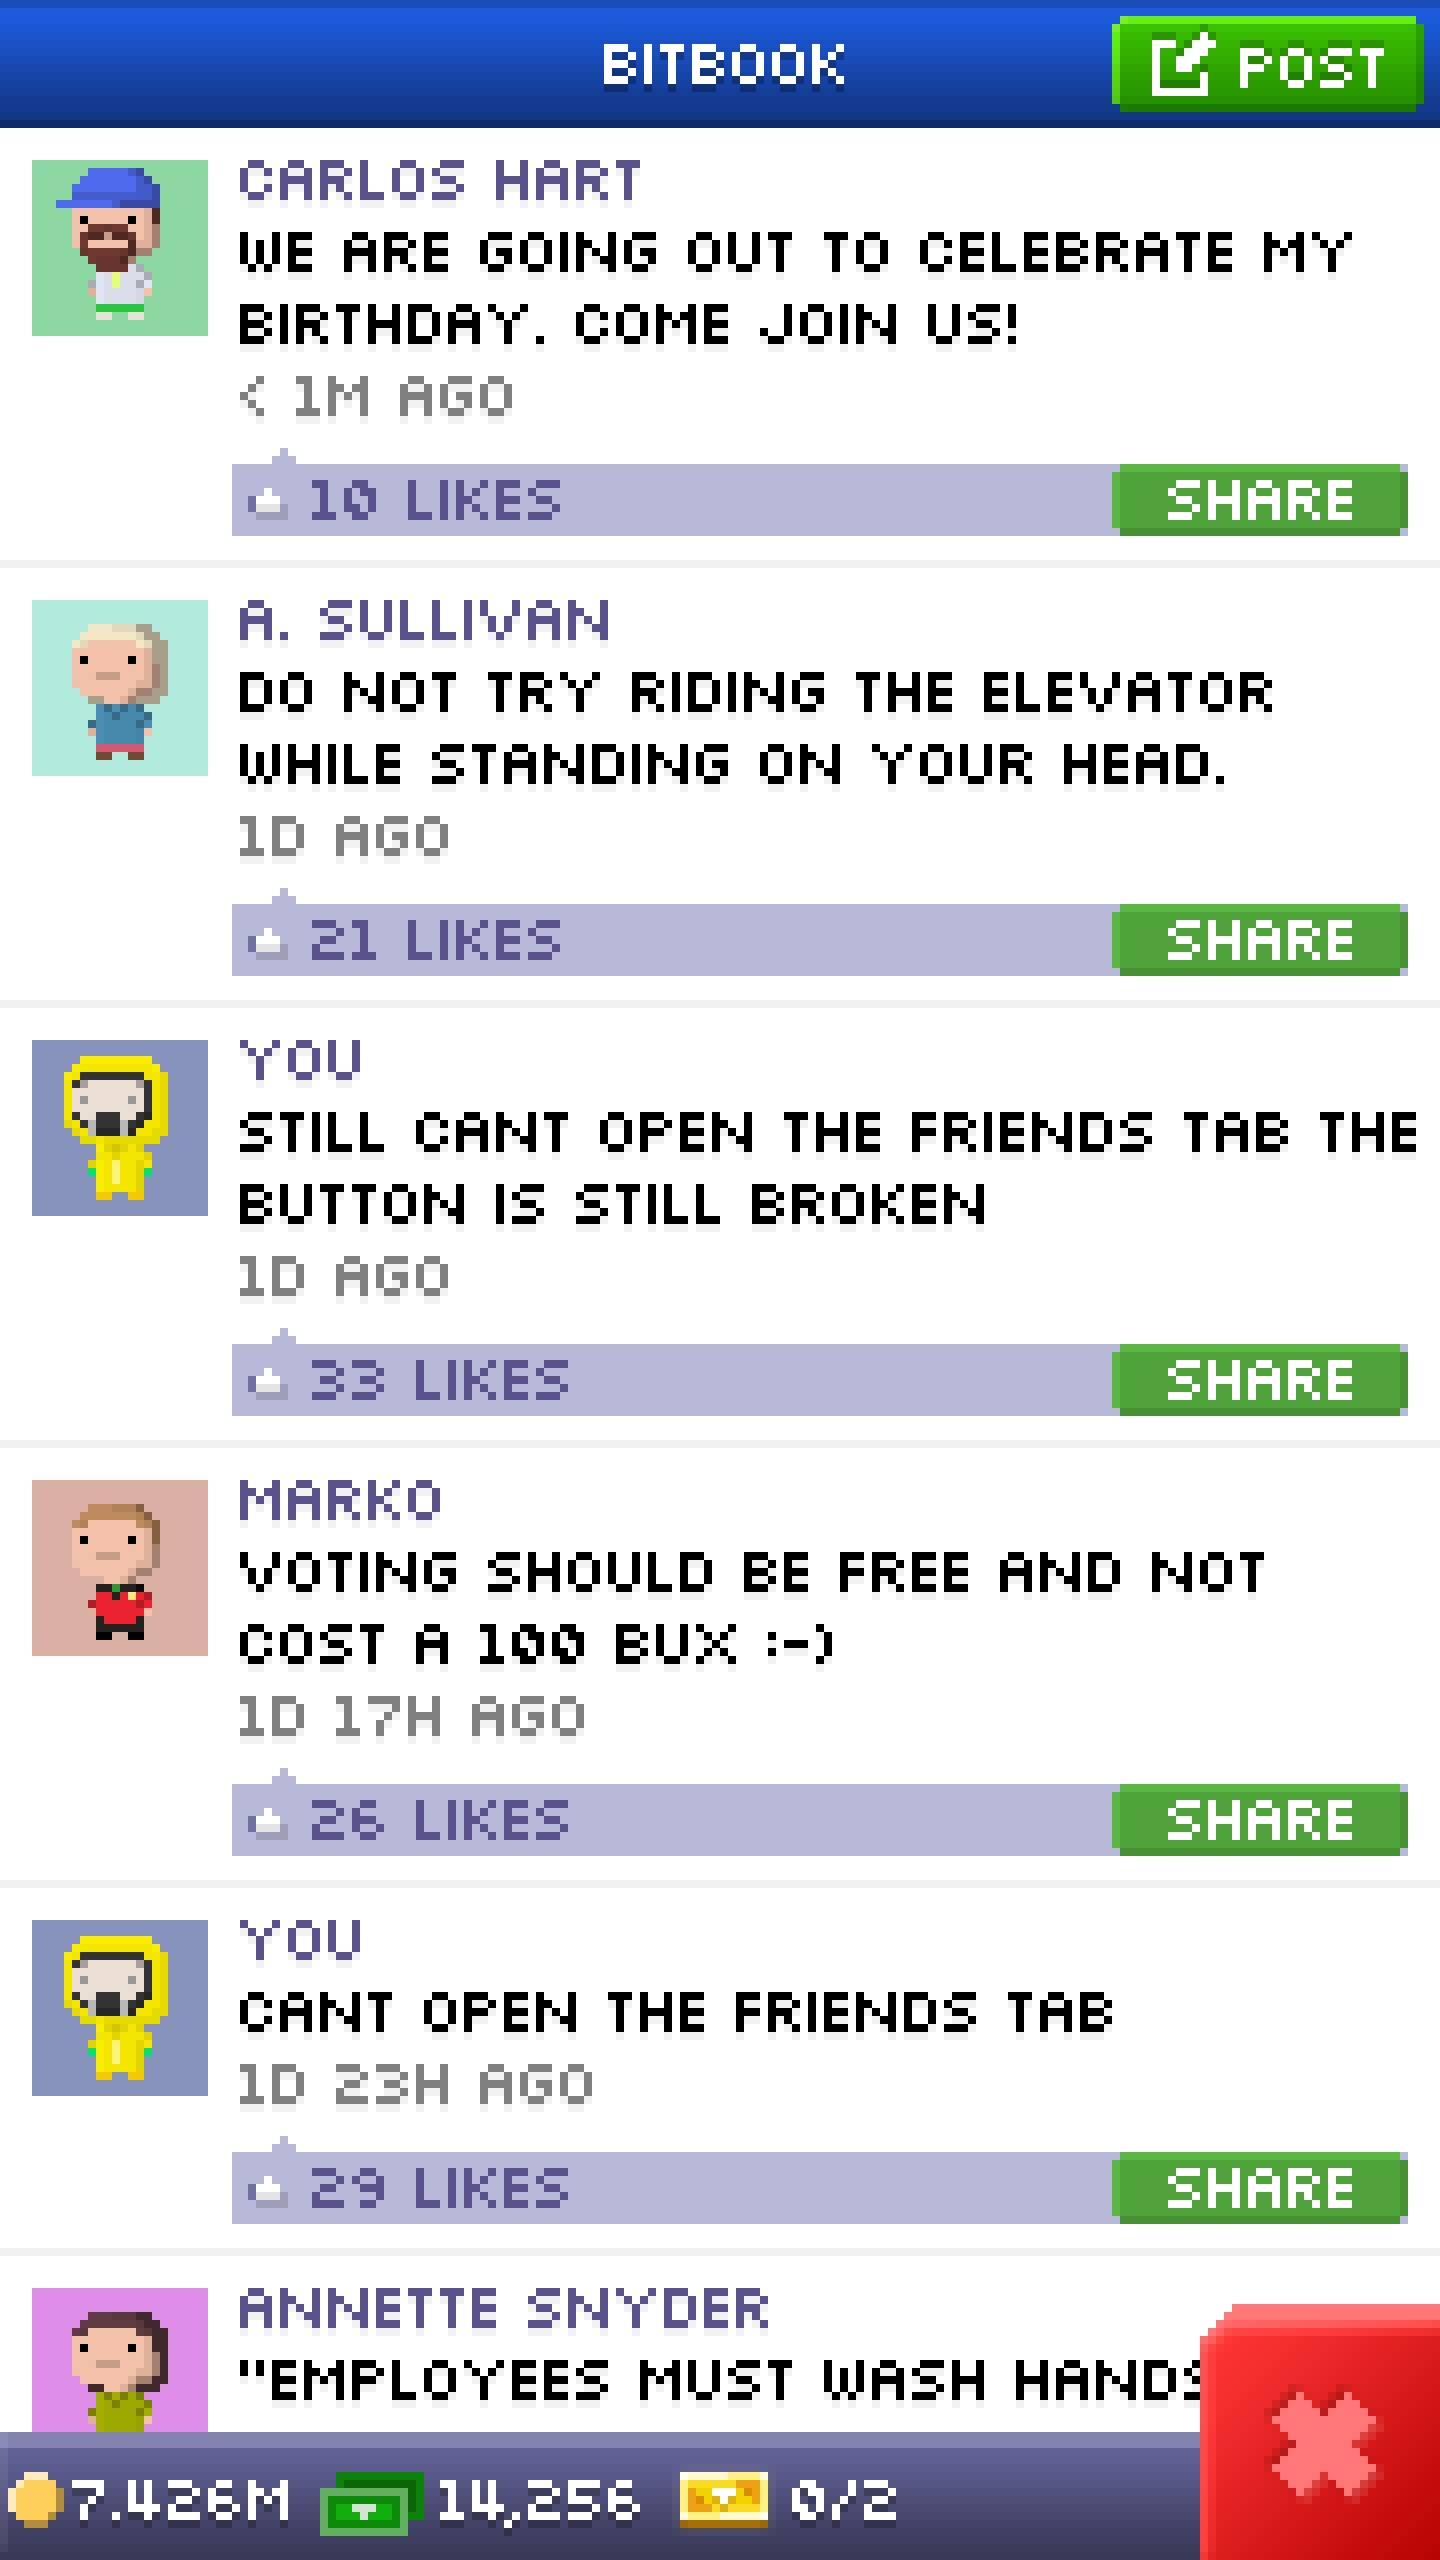 BITBOOK
POST
CARLOS HART
WE ARE GOING OUT TO CELEBRATE MY
BIRTHDAY. COME JOIN US!
< 1M AGO
10 LIKES
SHARE
A. SULLIVAN
DO NOT TRY RIDING THE ELEVATOR
WHILE STANDING ON YOUR HEAD.
1D AGO
21 LIKES
SHARE
YOU
STILL CANT OPEN THE FRIENDS TAB THE
BUTTON IS STILL BROKEN
1D AGO
33 LIKES
SHARE
MARKO
VOTING SHOULD BE FREE AND NOT
COST A 100 BUX :-)
1D 17H AGO
26 LIKES
SHARE
YOU
CANT OPEN THE FRIENDS TAB
1D 23H AGO
29 LIKES
SHARE
ANNETTE SNYDER
"EMPLOYEES MUST WASH HANDS
7.426M
14,256
0/2